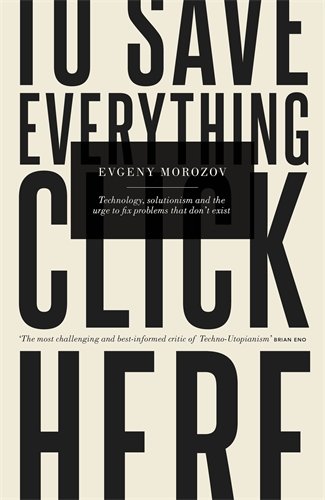 TO SAVE
EVERYTHING
EVGENY MOROZOV
Technology, solutionism and the
urge to fix problems that don't exist
CLICK
'The most challenging and best-informed critic of Techno-Utopianism' BRIAN ENO
HERE